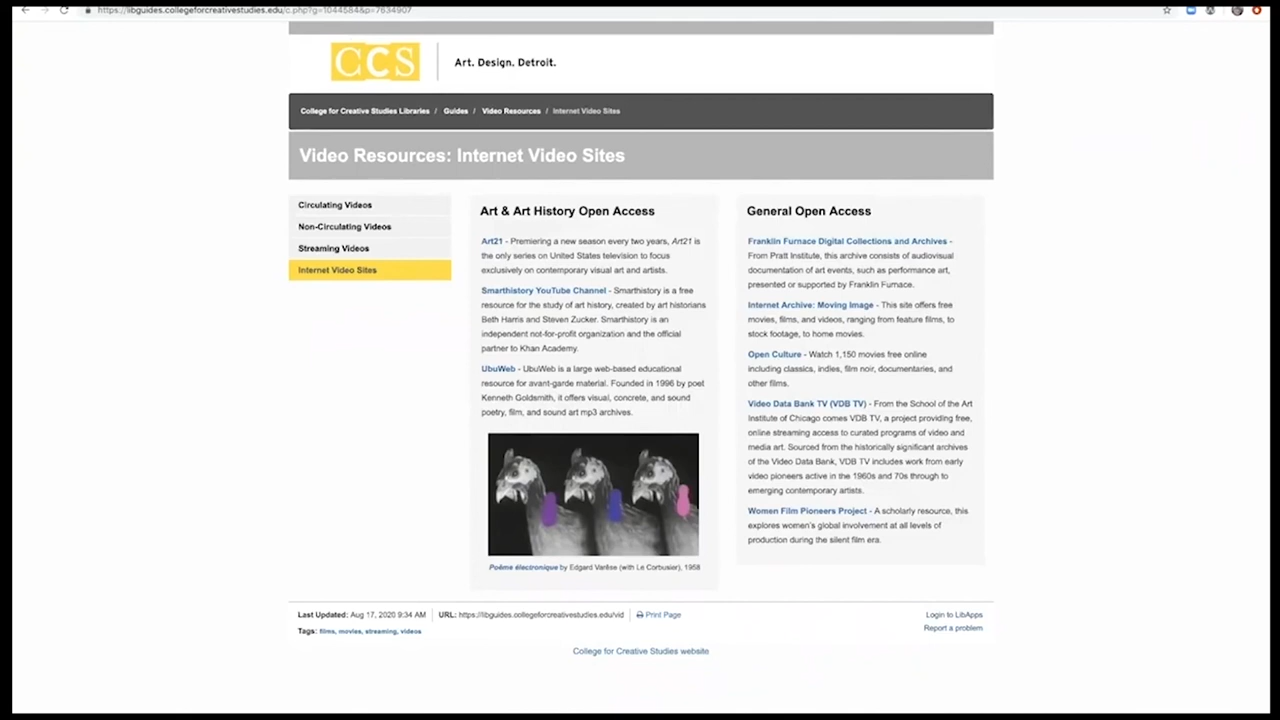 https://libguides.collegeforcreativestudies.edu/c.php?g=1044584&p=7634907
CCS
Art. Design. Detroit.
College for Creative Studies Libraries / Guides / Video Resources / Internet Video Sites
Video Resources: Internet Video Sites
Circulating Videos
Non-Circulating Videos
Streaming Videos
Internet Video Sites
Art & Art History Open Access
Art21 - Premiering a new season every two years, Art21 is
the only series on United States television to focus
exclusively on contemporary visual art and artists.
Smarthistory YouTube Channel - Smarthistory is a free
resource for the study of art history, created by art historians
Beth Harris and Steven Zucker. Smarthistory is an
independent not-for-profit organization and the official
partner to Khan Academy.
UbuWeb - UbuWeb is a large web-based educational
resource for avant-garde material. Founded in 1996 by poet
Kenneth Goldsmith, it offers visual, concrete, and sound
poetry, film, and sound art mp3 archives.
Poème électronique by Edgard Varèse (with Le Corbusier), 1958
General Open Access
Franklin Furnace Digital Collections and Archives -
From Pratt Institute, this archive consists of audiovisual
documentation of art events, such as performance art,
presented or supported by Franklin Furnace.
Internet Archive: Moving Image - This site offers free
movies, films, and videos, ranging from feature films, to
stock footage, to home movies.
Open Culture - Watch 1,150 movies free online
including classics, indies, film noir, documentaries, and
other films.
Video Data Bank TV (VDB TV) - From the School of the Art
Institute of Chicago comes VDB TV, a project providing free,
online streaming access to curated programs of video and
media art. Sourced from the historically significant archives
of the Video Data Bank, VDB TV includes work from early
video pioneers active in the 1960s and 70s through to
emerging contemporary artists.
Women Film Pioneers Project - A scholarly resource, this
explores women's global involvement at all levels of
production during the silent film era.
Last Updated: Aug 17, 2020 9:34 AM
URL: https://libguides.collegeforcreativestudies.edu/vid
Print Page
Login to LibApps
Tags: films, movies, streaming, videos
Report a problem
College for Creative Studies website